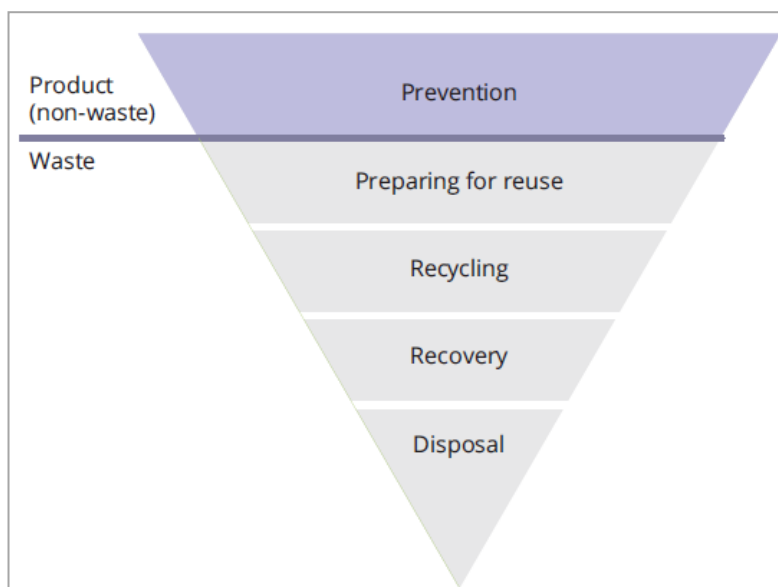 Product
(non-waste)
Prevention
Waste
Preparing for reuse
Recycling
Recovery
Disposal